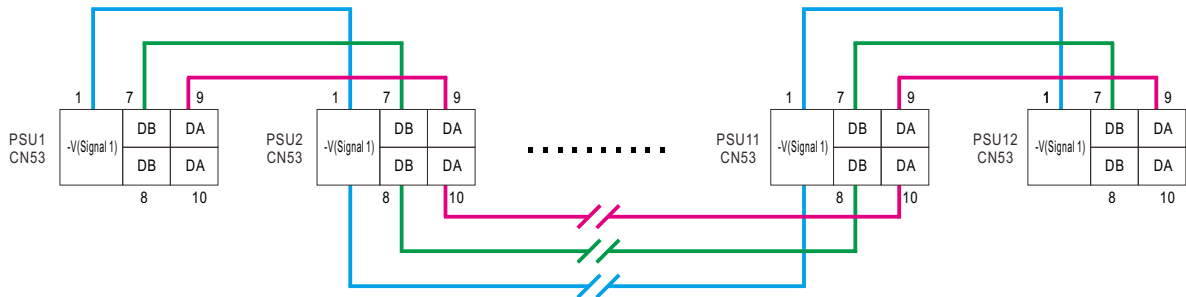 1 7 9 1 7 9 1 7 9 1 7 9
PSU1 CN53 -V(Signal 1) DB DA DB DA
PSU2 CN53 -V(Signal 1) DB DA DB DA
PSU11 CN53 -V(Signal 1) DB DA DB DA
PSU12 CN53 -V(Signal 1) DB DA DB DA
8 10 8 10 8 10 8 10